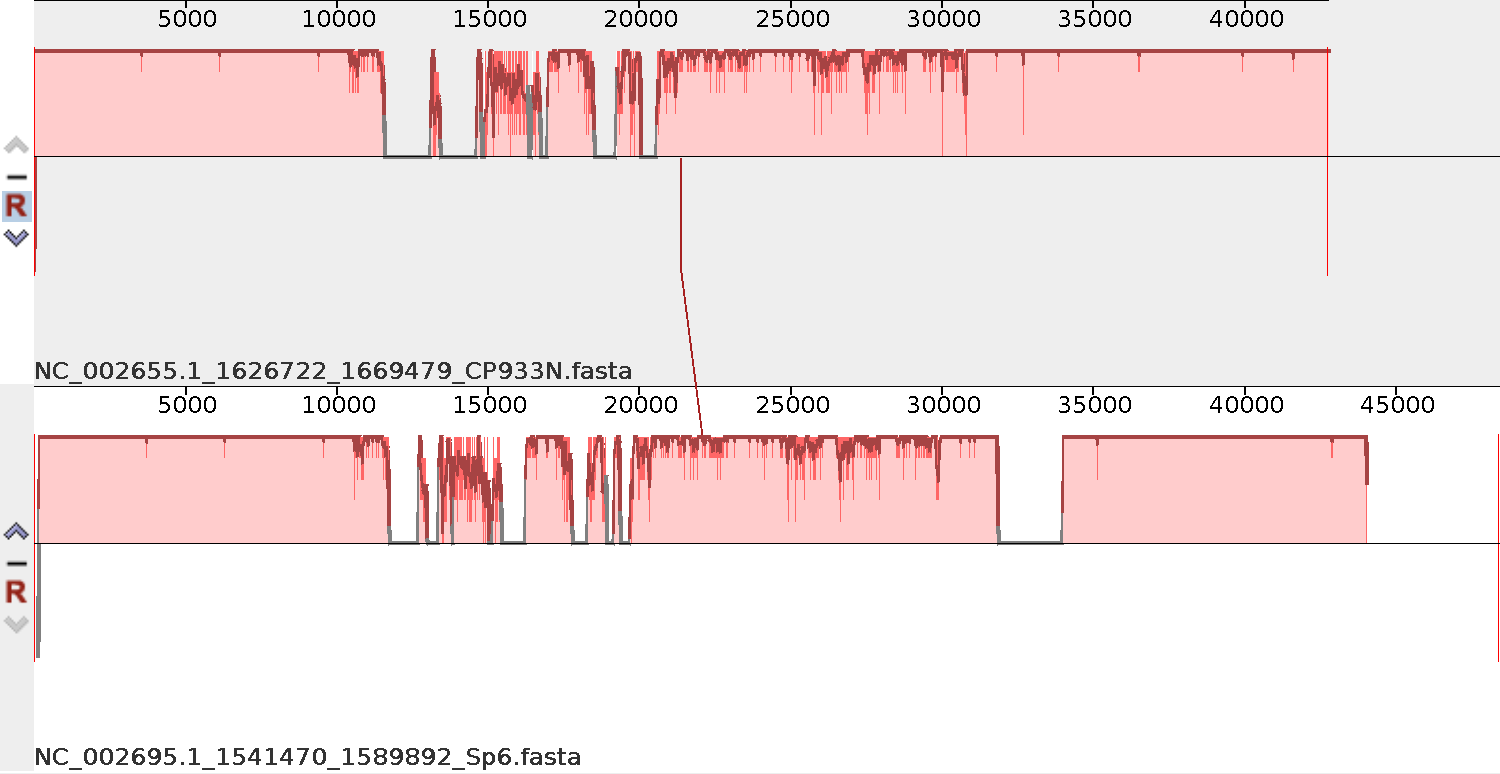 5000 10000 15000 20000 25000 30000 35000 40000
R
NC_002655.1_1626722_1669479_CP933N.fasta
5000 10000 15000 20000 25000 30000 35000 40000 45000
R
NC_002695.1_1541470_1589892_Sp6.fasta